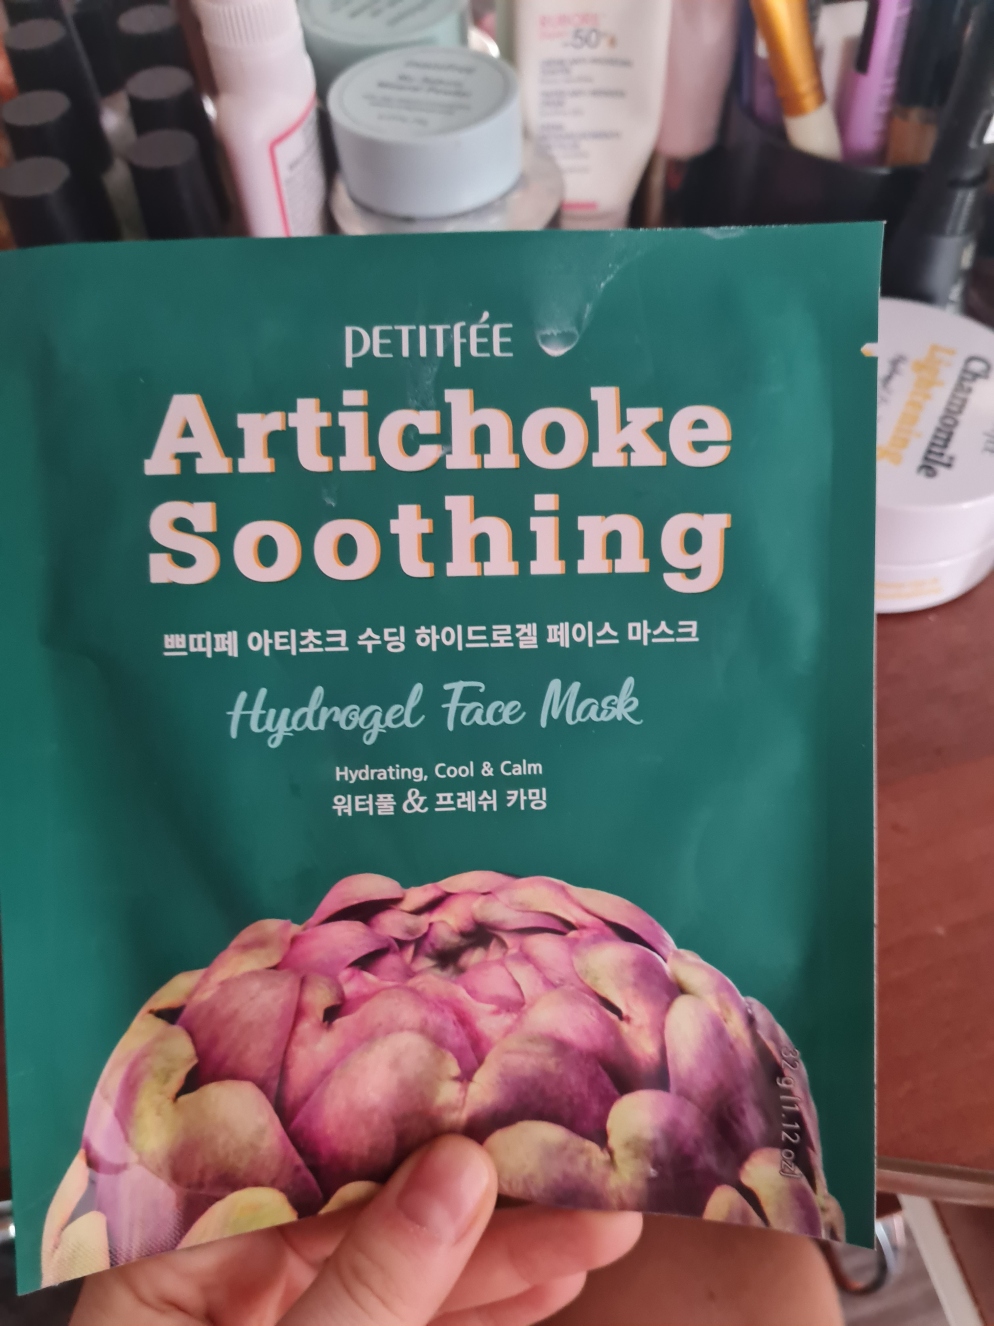 50
PETITFÉE
Artichoke
Soothing
쁘띠페 아티초크 수딩 하이드로겔 페이스 마스크
Hydrogel Face Mask
Hydrating, Cool & Calm
워터풀 & 프레쉬 카밍
32 g (1.12 oz)
Chamomile
Lightening